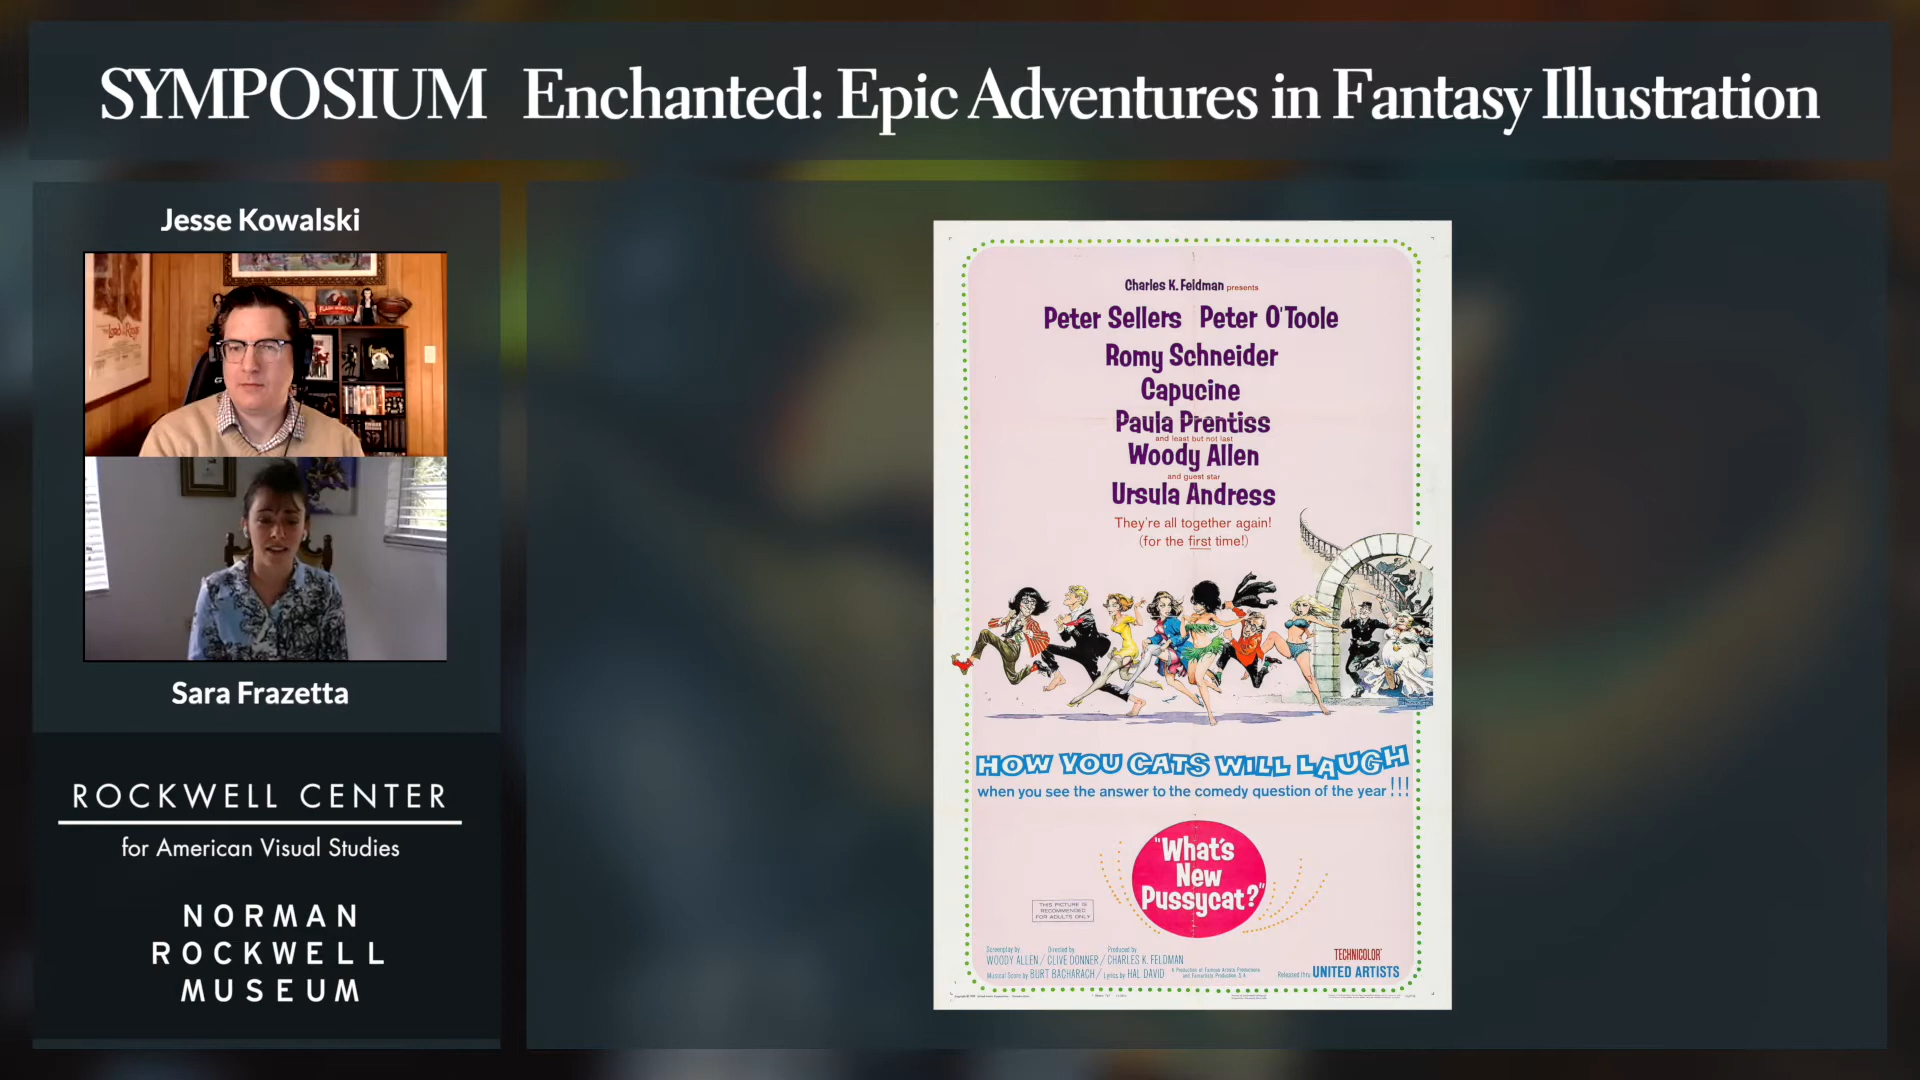 SYMPOSIUM Enchanted: Epic Adventures in Fantasy Illustration
Jesse Kowalski
Sara Frazetta
ROCKWELL CENTER
for American Visual Studies
NORMAN
ROCKWELL
MUSEUM
Charles K. Feldman presents
Peter Sellers Peter O'Toole
Romy Schneider
Capucine
Paula Prentiss
and least but not last
Woody Allen
and guest star
Ursula Andress
They're all together again!
(for the first time!)
HOW YOU CATS WILL LAUGH
when you see the answer to the comedy question of the year!!!
"What's
New
Pussycat?"
THIS PICTURE IS
RECOMMENDED
FOR ADULTS ONLY
Screenplay by Directed by Produced by
WOODY ALLEN / CLIVE DONNER / CHARLES K. FELDMAN
Musical Score by BURT BACHARACH / Lyrics by HAL DAVID
TECHNICOLOR
Released thru UNITED ARTISTS